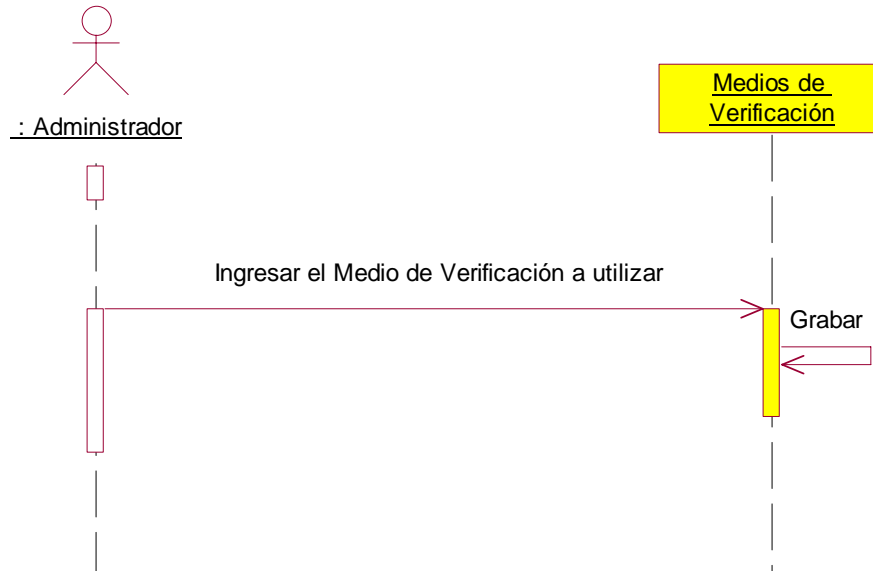 Medios de
Verificación
: Administrador
Ingresar el Medio de Verificación a utilizar
Grabar